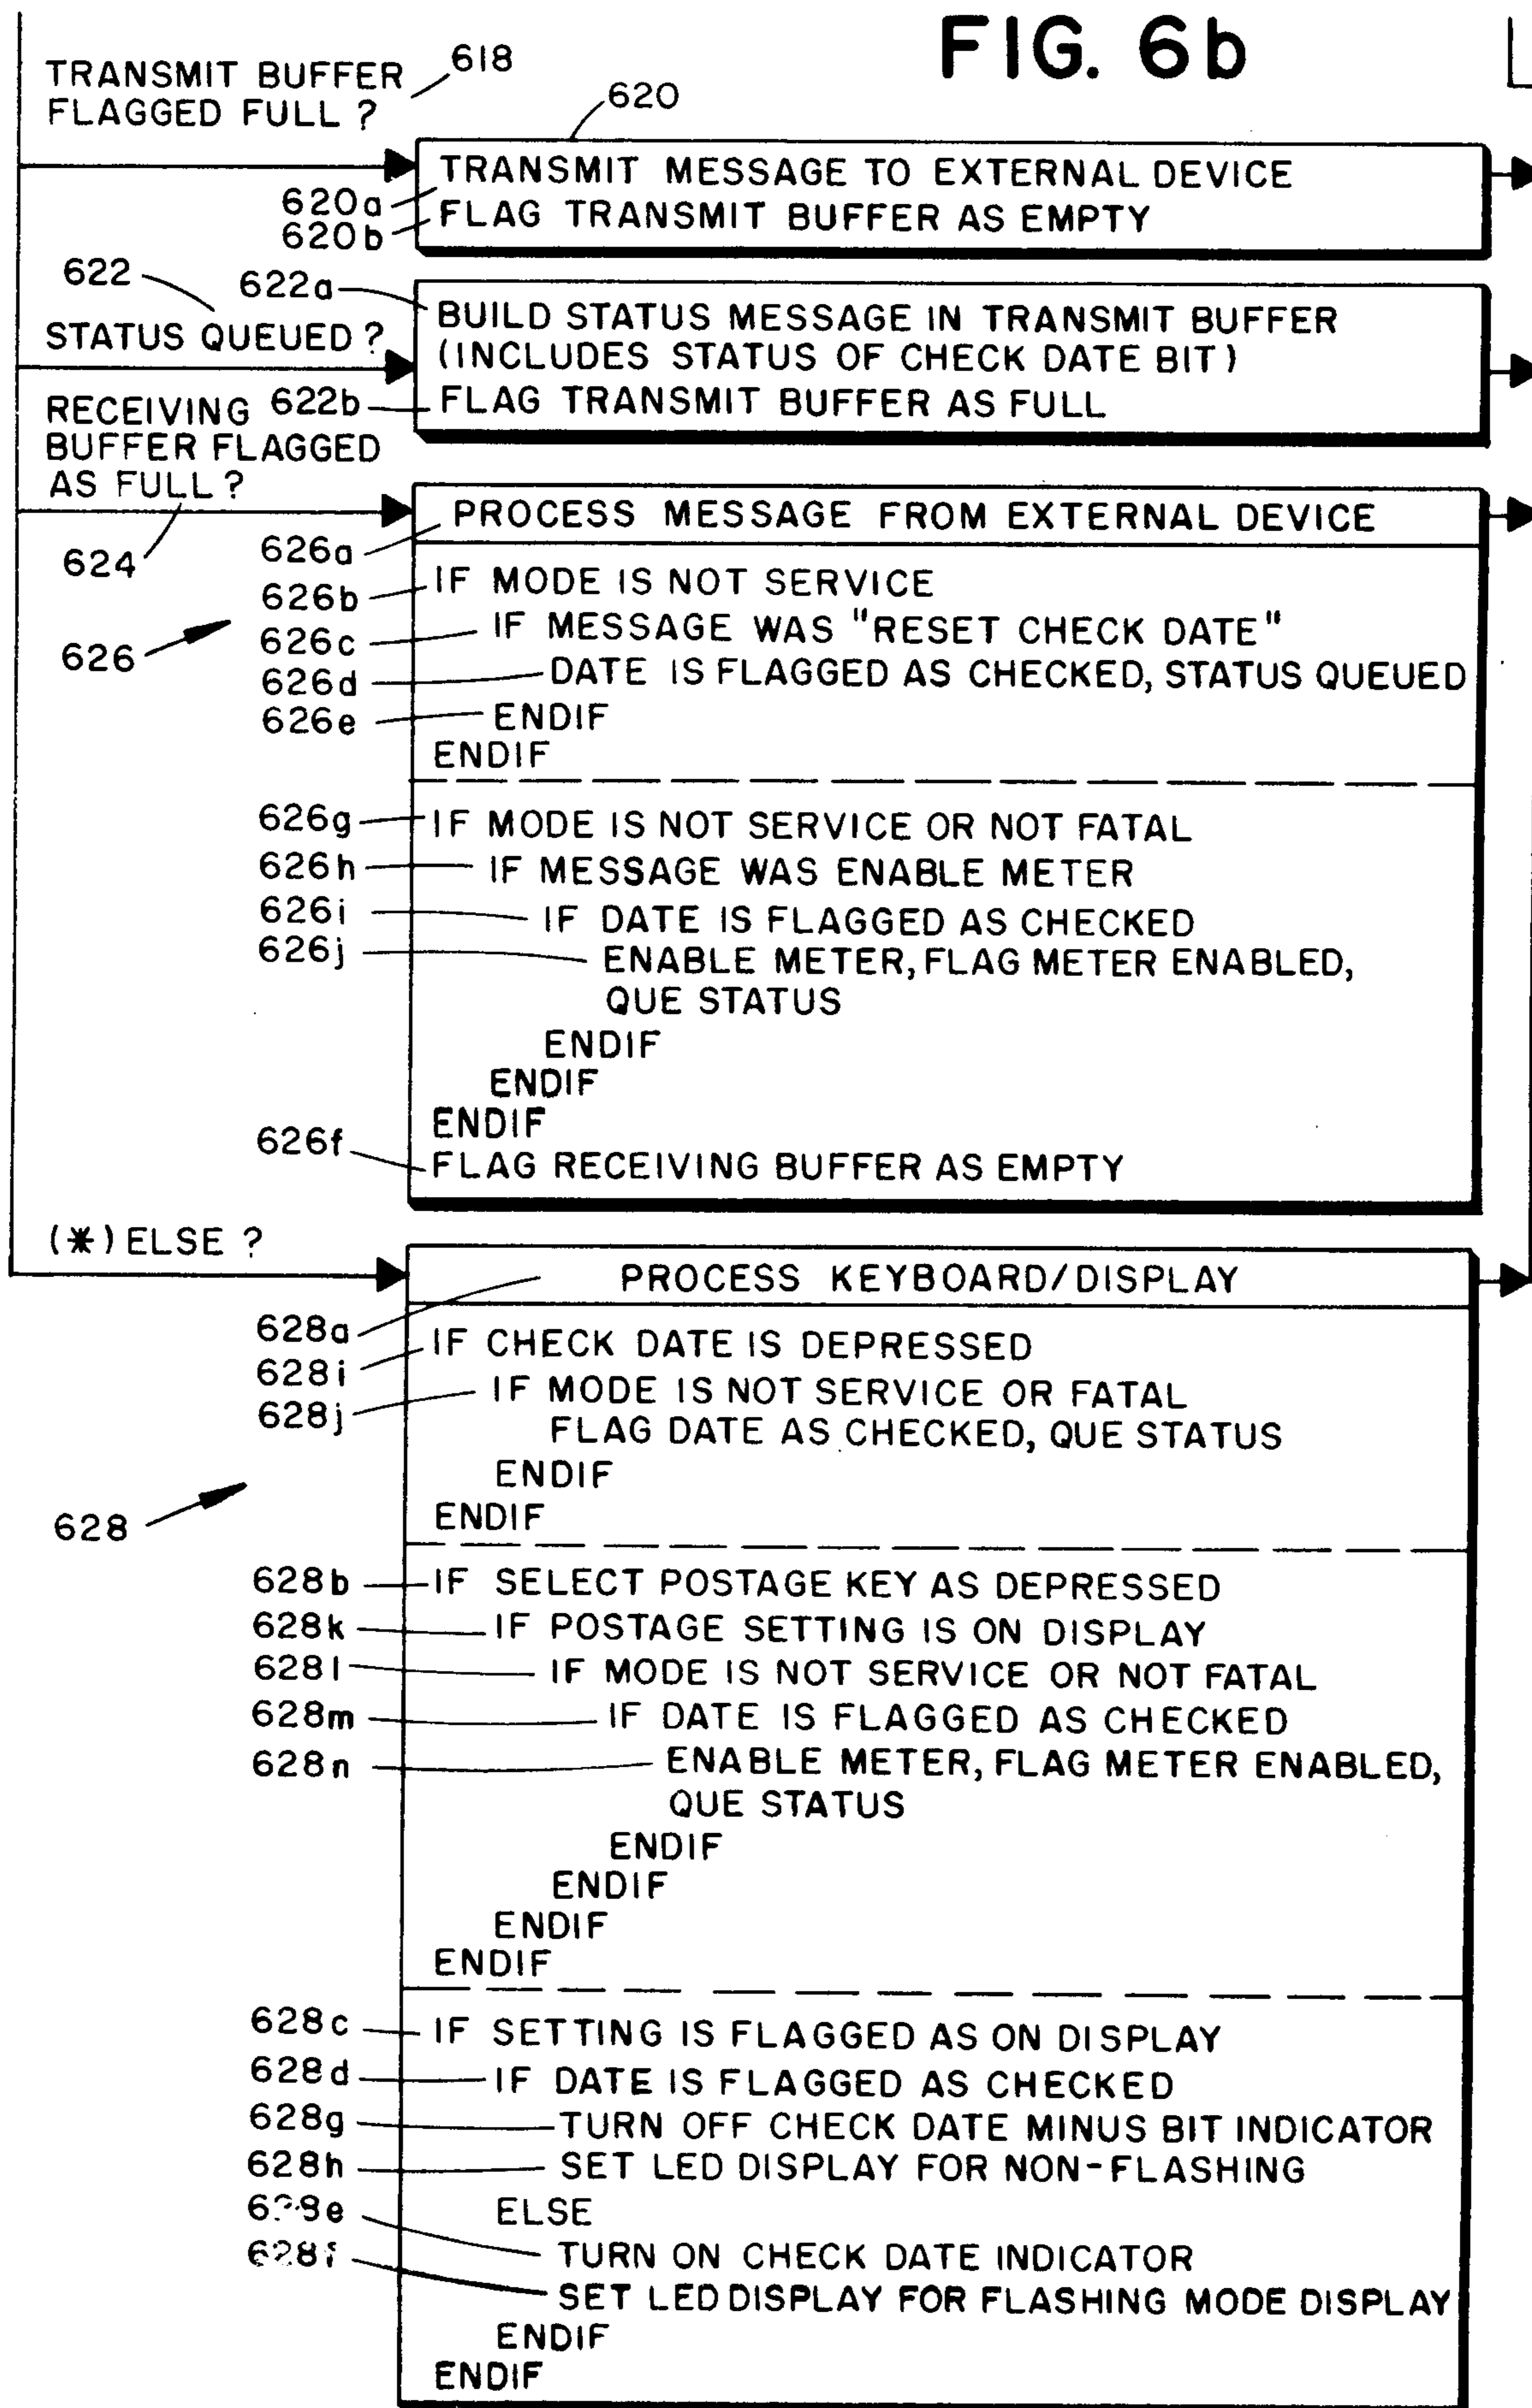 FIG. 6b
TRANSMIT BUFFER
FLAGGED FULL ?
618
620
TRANSMIT MESSAGE TO EXTERNAL DEVICE
620a
FLAG TRANSMIT BUFFER AS EMPTY
620b
622
622a
STATUS QUEUED ?
BUILD STATUS MESSAGE IN TRANSMIT BUFFER
(INCLUDES STATUS OF CHECK DATE BIT)
622b
FLAG TRANSMIT BUFFER AS FULL
RECEIVING
BUFFER FLAGGED
AS FULL ?
624
PROCESS MESSAGE FROM EXTERNAL DEVICE
626a
626
626b
IF MODE IS NOT SERVICE
626c
IF MESSAGE WAS "RESET CHECK DATE"
626d
DATE IS FLAGGED AS CHECKED, STATUS QUEUED
626e
ENDIF
ENDIF
626g
IF MODE IS NOT SERVICE OR NOT FATAL
626h
IF MESSAGE WAS ENABLE METER
626i
IF DATE IS FLAGGED AS CHECKED
626j
ENABLE METER, FLAG METER ENABLED,
QUE STATUS
ENDIF
ENDIF
ENDIF
626f
FLAG RECEIVING BUFFER AS EMPTY
(*) ELSE ?
PROCESS KEYBOARD/DISPLAY
628a
628i
IF CHECK DATE IS DEPRESSED
628j
IF MODE IS NOT SERVICE OR FATAL
FLAG DATE AS CHECKED, QUE STATUS
ENDIF
ENDIF
628
628b
IF SELECT POSTAGE KEY AS DEPRESSED
628k
IF POSTAGE SETTING IS ON DISPLAY
628l
IF MODE IS NOT SERVICE OR NOT FATAL
628m
IF DATE IS FLAGGED AS CHECKED
628n
ENABLE METER, FLAG METER ENABLED,
QUE STATUS
ENDIF
ENDIF
ENDIF
ENDIF
628c
IF SETTING IS FLAGGED AS ON DISPLAY
628d
IF DATE IS FLAGGED AS CHECKED
628g
TURN OFF CHECK DATE MINUS BIT INDICATOR
628h
SET LED DISPLAY FOR NON-FLASHING
628e
ELSE
TURN ON CHECK DATE INDICATOR
628f
SET LED DISPLAY FOR FLASHING MODE DISPLAY
ENDIF
ENDIF